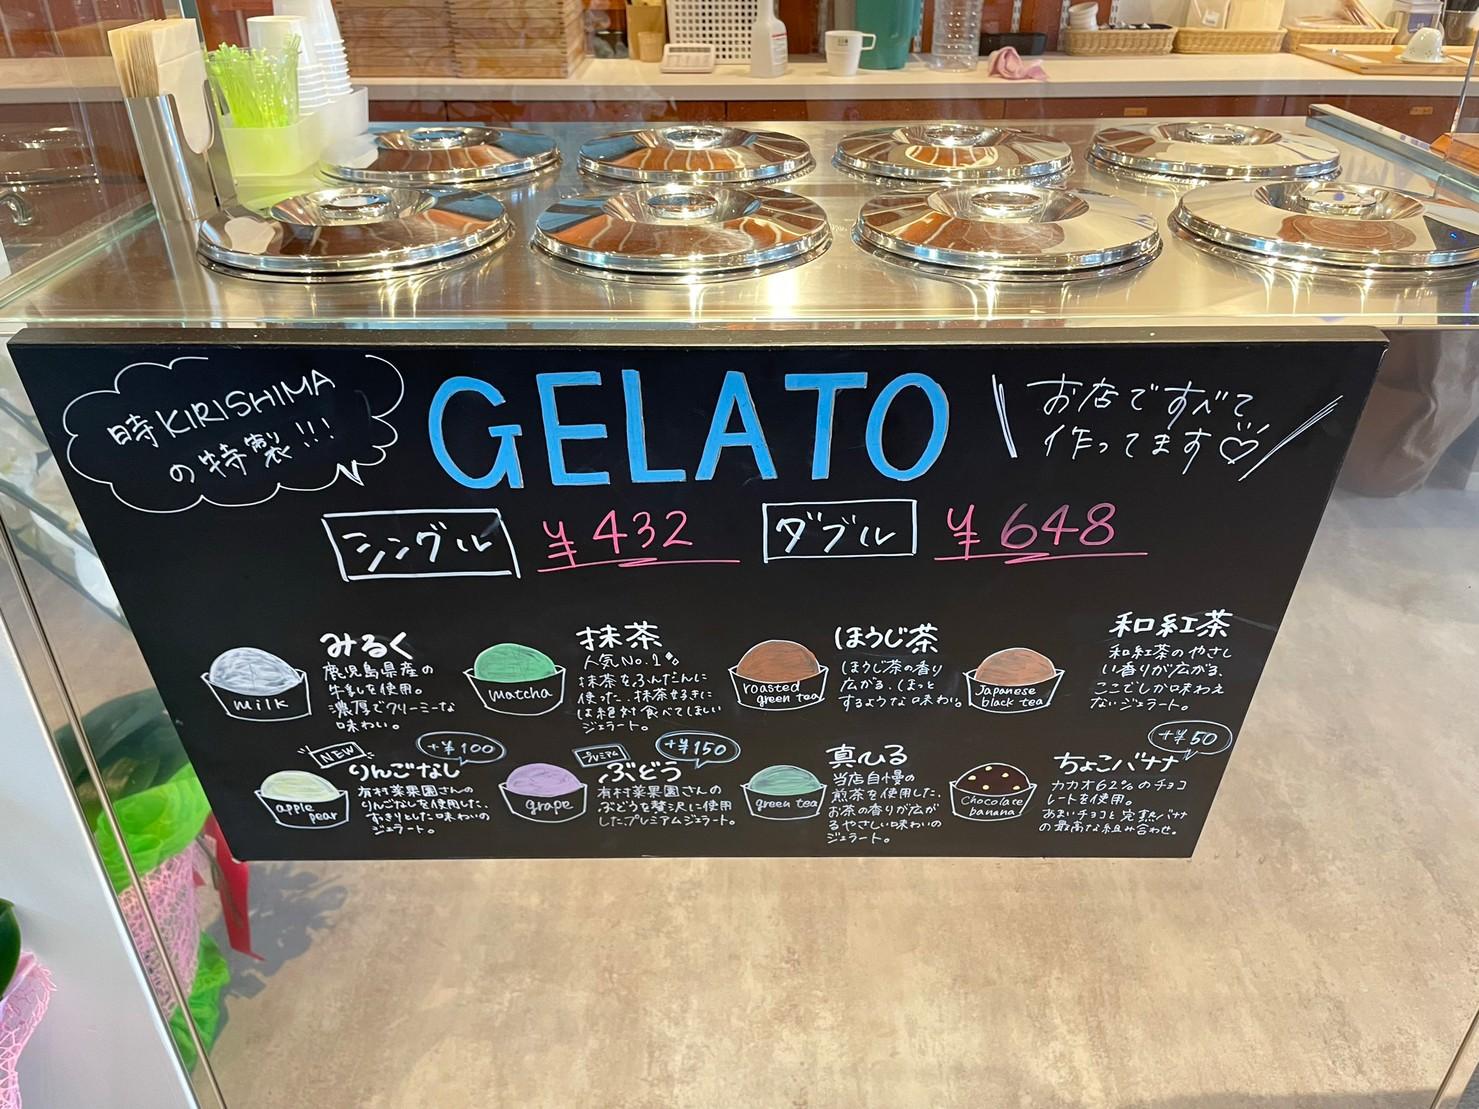 時KIRISHIMA
の特製!!!
GELATO
お店ですべて
作ってます♡
シングル ¥432
ダブル ¥648
みるく
鹿児島県産の
牛乳を使用。
濃厚でクリーミーな
味わい。
milk
抹茶
人気No.1
抹茶をふんだんに
使った、抹茶好きに
は絶対食べてほしい
ジェラート。
matcha
ほうじ茶
ほうじ茶の香り
広がる、ほっと
するような味わい。
roasted
green tea
和紅茶
和紅茶のやさし
い香りが広がる、
ここでしか味わえ
ないジェラート。
Japanese
black tea
NEW
+¥100
りんごなし
有村菓果園さんの
りんごなしを使用した、
すっきりとした味わいの
ジェラート。
apple
pear
プレミアム
+¥150
ぶどう
有村菓果園さんの
ぶどうを贅沢に使用
したプレミアムジェラート。
grape
真ひる
当店自慢の
煎茶を使用した、
お茶の香りが広が
るやさしい味わいの
ジェラート。
green tea
+¥50
ちょこバナナ
カカオ62%のチョコ
レートを使用。
あまいチョコと完熟バナナ
の最高な組み合わせ。
Chocolate
banana